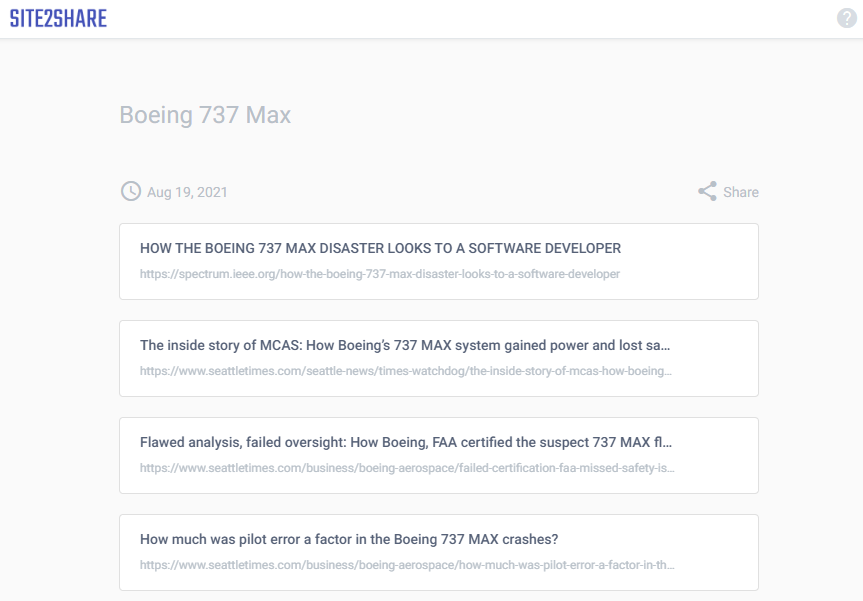 SITE2SHARE
?
Boeing 737 Max
Aug 19, 2021
Share
HOW THE BOEING 737 MAX DISASTER LOOKS TO A SOFTWARE DEVELOPER
https://spectrum.ieee.org/how-the-boeing-737-max-disaster-looks-to-a-software-developer
The inside story of MCAS: How Boeing’s 737 MAX system gained power and lost sa...
https://www.seattletimes.com/seattle-news/times-watchdog/the-inside-story-of-mcas-how-boeing...
Flawed analysis, failed oversight: How Boeing, FAA certified the suspect 737 MAX fl...
https://www.seattletimes.com/business/boeing-aerospace/failed-certification-faa-missed-safety-is...
How much was pilot error a factor in the Boeing 737 MAX crashes?
https://www.seattletimes.com/business/boeing-aerospace/how-much-was-pilot-error-a-factor-in-th...